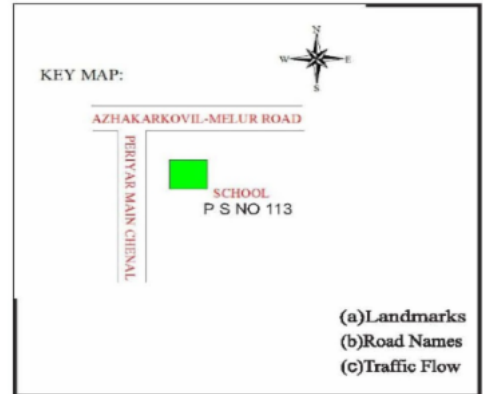 N
W E
S
KEY MAP:
AZHAKARKOVIL-MELUR ROAD
PERIYAR MAIN CHENAL
SCHOOL
P S NO 113
(a)Landmarks
(b)Road Names
(c)Traffic Flow